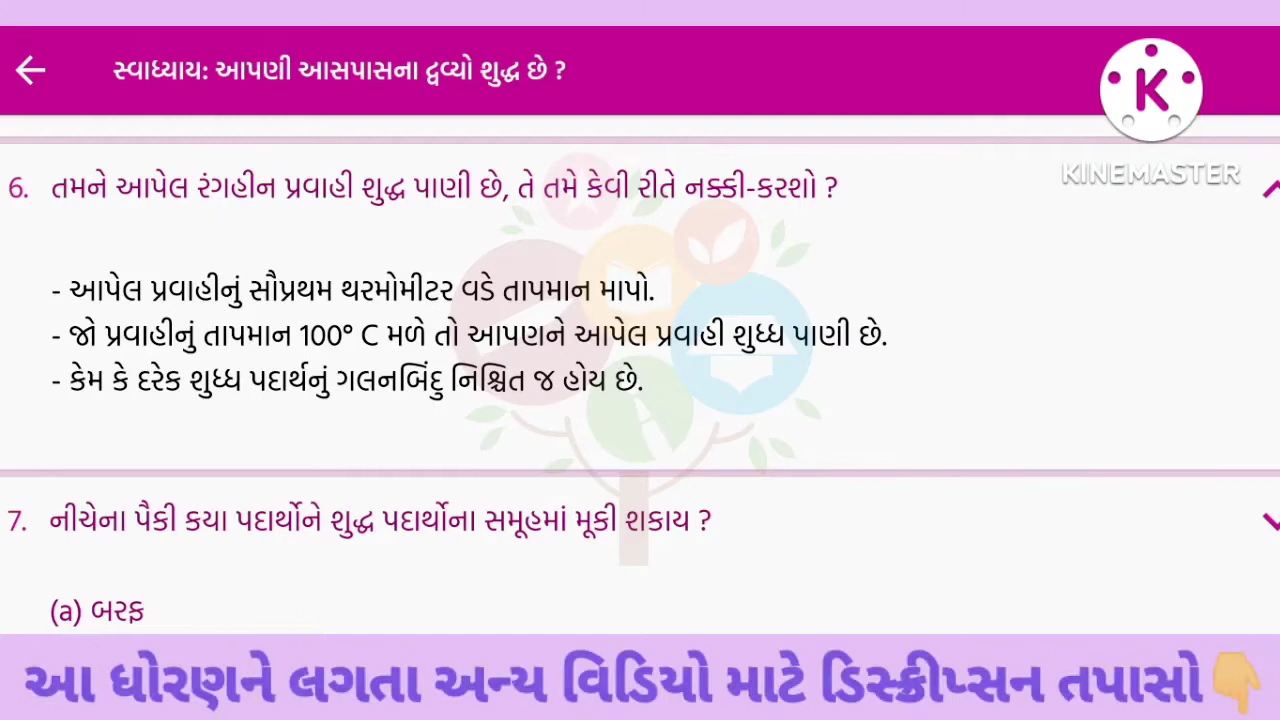 સ્વાધ્યાય: આપણી આસપાસના દ્રવ્યો શુદ્ધ છે ?
K
KINEMASTER
6. તમને આપેલ રંગહીન પ્રવાહી શુદ્ધ પાણી છે, તે તમે કેવી રીતે નક્કી-કરશો ?
- આપેલ પ્રવાહીનું સૌપ્રથમ થરમોમીટર વડે તાપમાન માપો.
- જો પ્રવાહીનું તાપમાન 100° C મળે તો આપણને આપેલ પ્રવાહી શુધ્ધ પાણી છે.
- કેમ કે દરેક શુધ્ધ પદાર્થનું ગલનબિંદુ નિશ્ચિત જ હોય છે.
7. નીચેના પૈકી કયા પદાર્થોને શુદ્ધ પદાર્થોના સમૂહમાં મૂકી શકાય ?
(a) બરફ
આ ધોરણને લગતા અન્ય વિડિયો માટે ડિસ્ક્રીપ્સન તપાસો